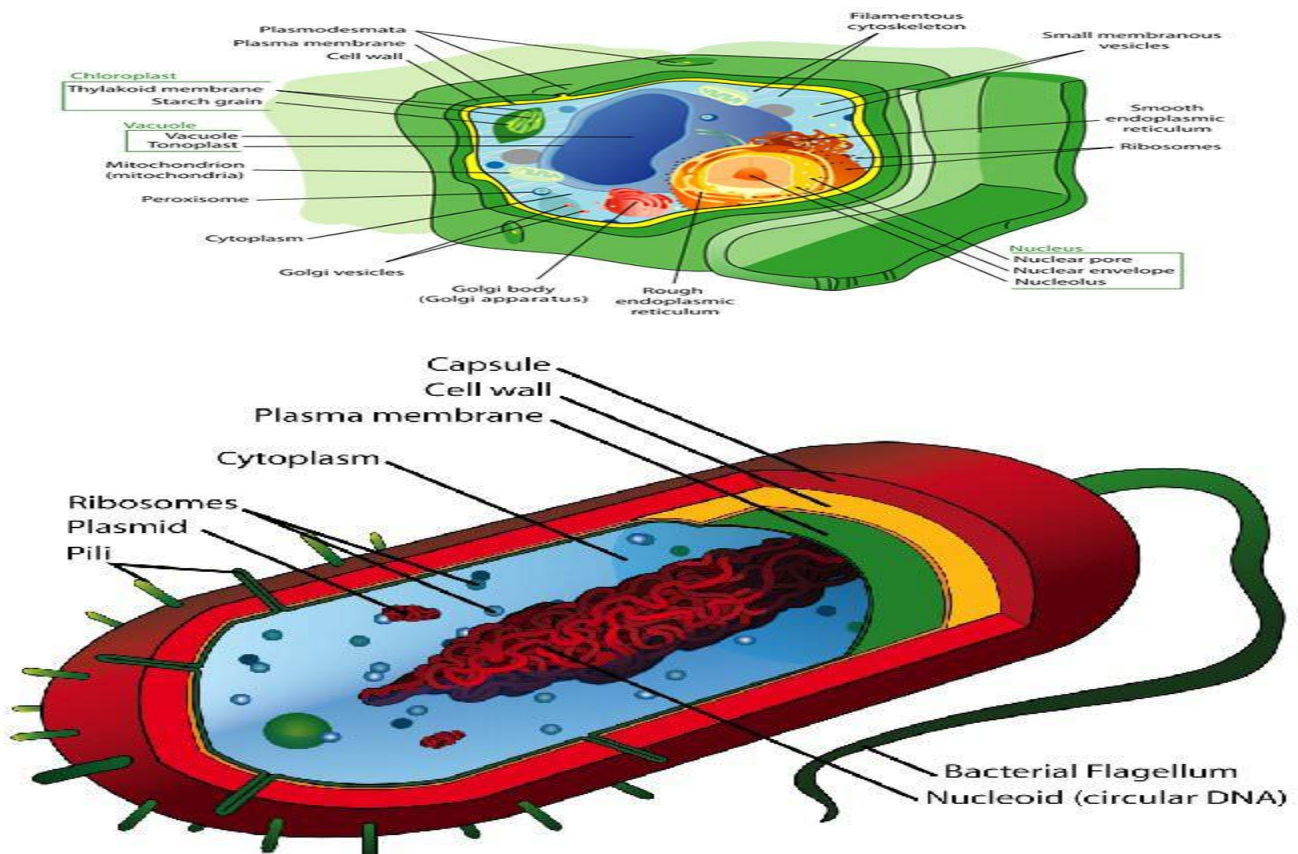 Plasmodesmata
Plasma membrane
Cell wall
Chloroplast
Thylakoid membrane
Starch grain
Vacuole
Vacuole
Tonoplast
Mitochondrion
(mitochondria)
Peroxisome
Cytoplasm
Golgi vesicles
Golgi body
(Golgi apparatus)
Rough
endoplasmic
reticulum
Filamentous
cytoskeleton
Small membranous
vesicles
Smooth
endoplasmic
reticulum
Ribosomes
Nucleus
Nuclear pore
Nuclear envelope
Nucleolus
Capsule
Cell wall
Plasma membrane
Cytoplasm
Ribosomes
Plasmid
Pili
Bacterial Flagellum
Nucleoid (circular DNA)